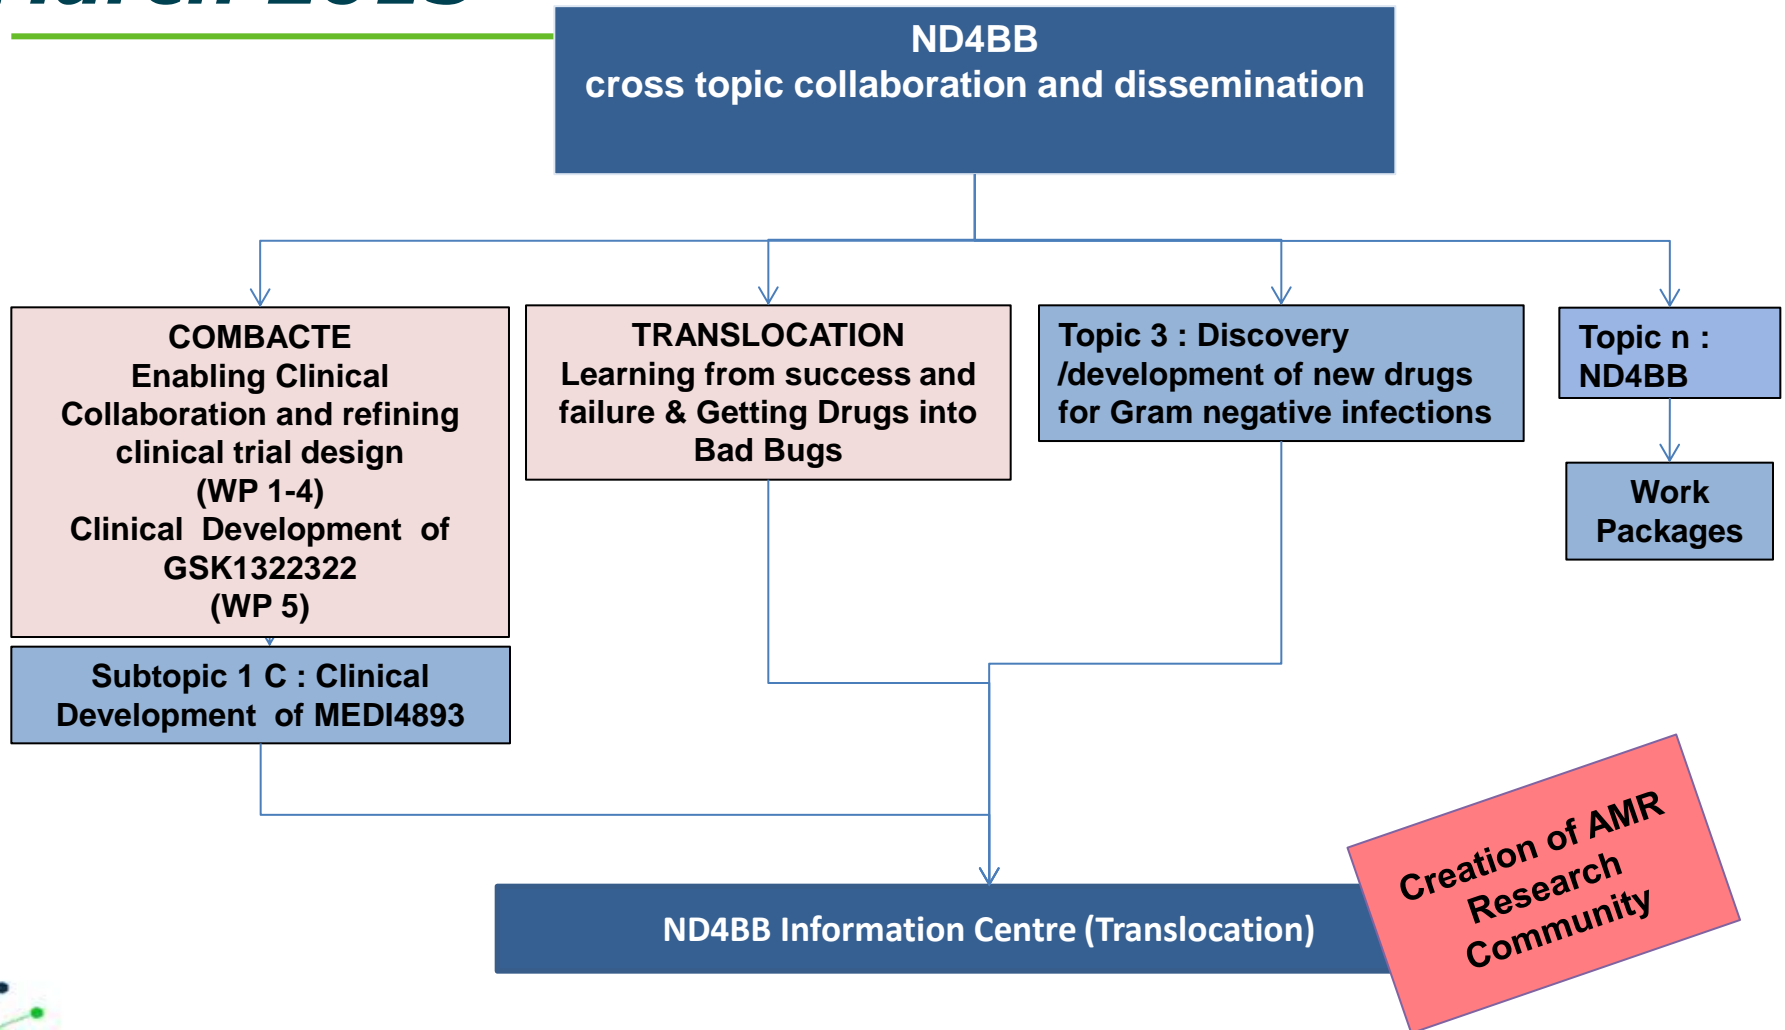 ND4BB
cross topic collaboration and dissemination
COMBACTE
Enabling Clinical
Collaboration and refining
clinical trial design
(WP 1-4)
Clinical Development of
GSK1322322
(WP 5)
TRANSLOCATION
Learning from success and
failure & Getting Drugs into
Bad Bugs
Topic 3 : Discovery
/development of new drugs
for Gram negative infections
Topic n :
ND4BB
Work
Packages
Subtopic 1 C : Clinical
Development of MEDI4893
Creation of AMR
Research
Community
ND4BB Information Centre (Translocation)